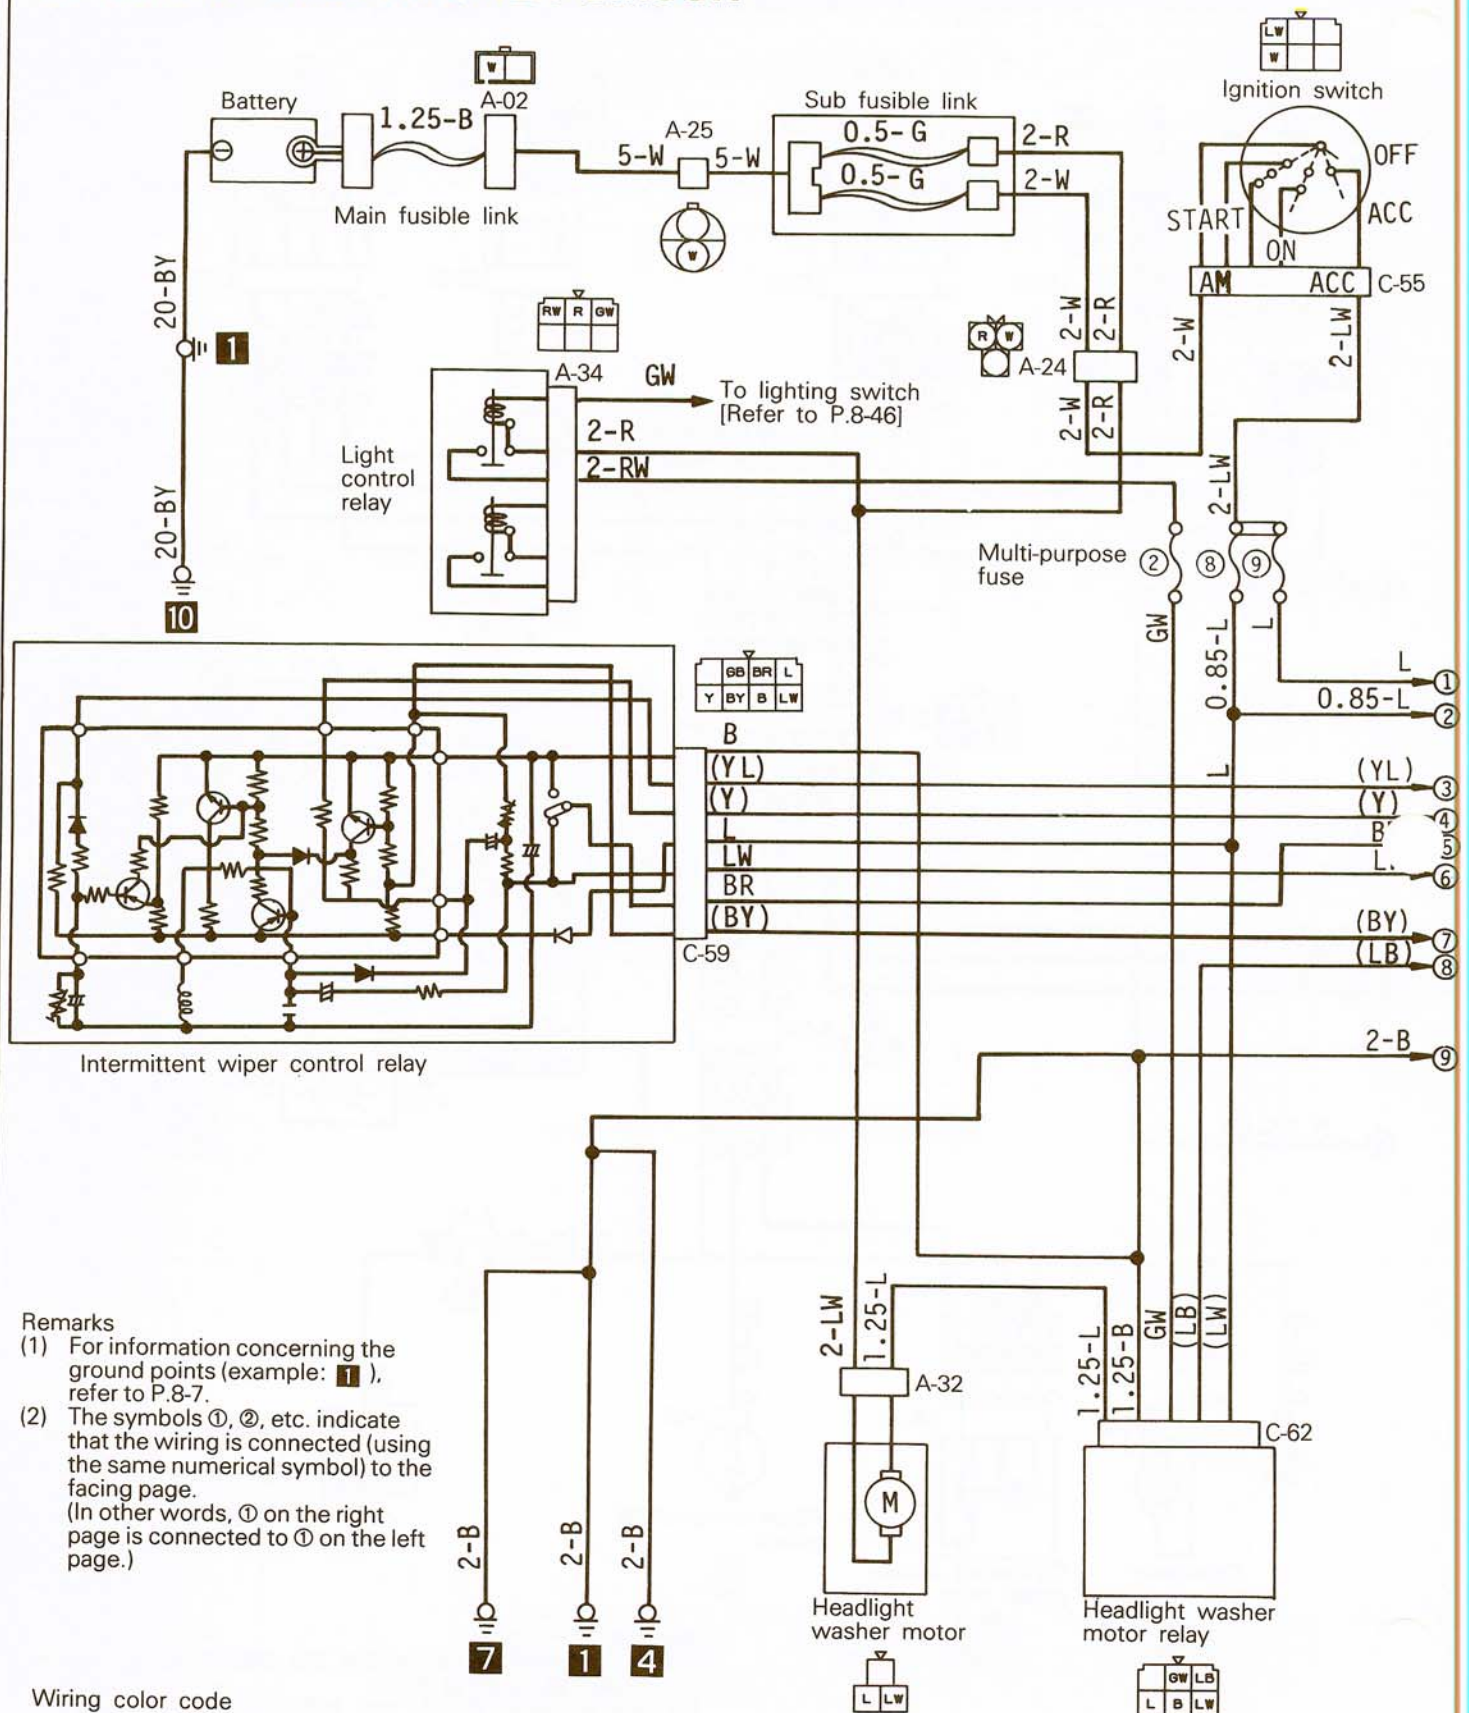 LW
W
Ignition switch
W
A-02
Battery
1.25-B
Main fusible link
A-25
5-W
5-W
W
Sub fusible link
0.5-G
0.5-G
2-R
2-W
OFF
START
ACC
ON
AM
ACC
C-55
20-BY
1
20-BY
10
RW R GW
A-34
GW
To lighting switch
[Refer to P.8-46]
2-R
2-RW
Light
control
relay
R W
A-24
2-W
2-R
2-W
2-R
2-W
2-LW
2-LW
Multi-purpose
fuse
②
⑧
⑨
GW
0.85-L
L
L
L
①
0.85-L
②
GB BR L
Y BY B LW
B
(YL)
(Y)
L
LW
BR
(BY)
C-59
(YL)
③
(Y)
④
B
⑤
L
⑥
(BY)
⑦
(LB)
⑧
2-B
⑨
Intermittent wiper control relay
Remarks
(1) For information concerning the
ground points (example: 1 ),
refer to P.8-7.
(2) The symbols ①, ②, etc. indicate
that the wiring is connected (using
the same numerical symbol) to the
facing page.
(In other words, ① on the right
page is connected to ① on the left
page.)
2-B
2-B
2-B
7
1
4
2-LW
1.25-L
A-32
M
Headlight
washer motor
L LW
1.25-L
1.25-B
GW
(LB)
(LW)
C-62
Headlight washer
motor relay
GW LB
L B LW
Wiring color code